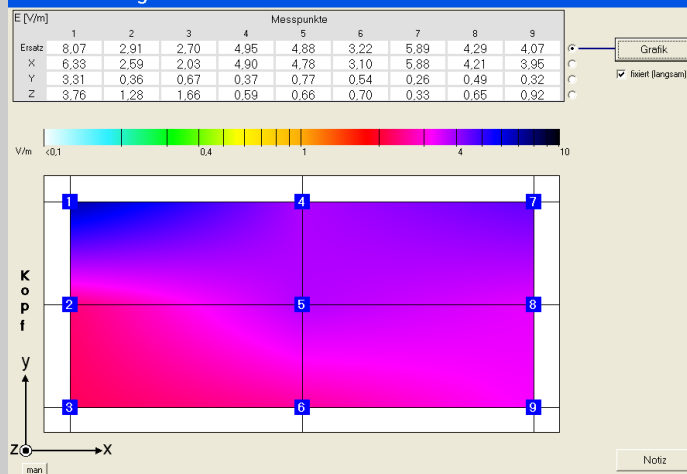 E [V/m] Messpunkte
1 2 3 4 5 6 7 8 9
Ersatz 8,07 2,91 2,70 4,95 4,88 3,22 5,89 4,29 4,07
X 6,33 2,59 2,03 4,90 4,78 3,10 5,88 4,21 3,95
Y 3,31 0,36 0,67 0,37 0,77 0,54 0,26 0,49 0,32
Z 3,76 1,28 1,66 0,59 0,66 0,70 0,33 0,65 0,92
Grafik
fixiert (langsam)
V/m <0,1 0,4 1 4 10
1 4 7
2 5 8
3 6 9
Kopf
y
Z X
man
Notiz